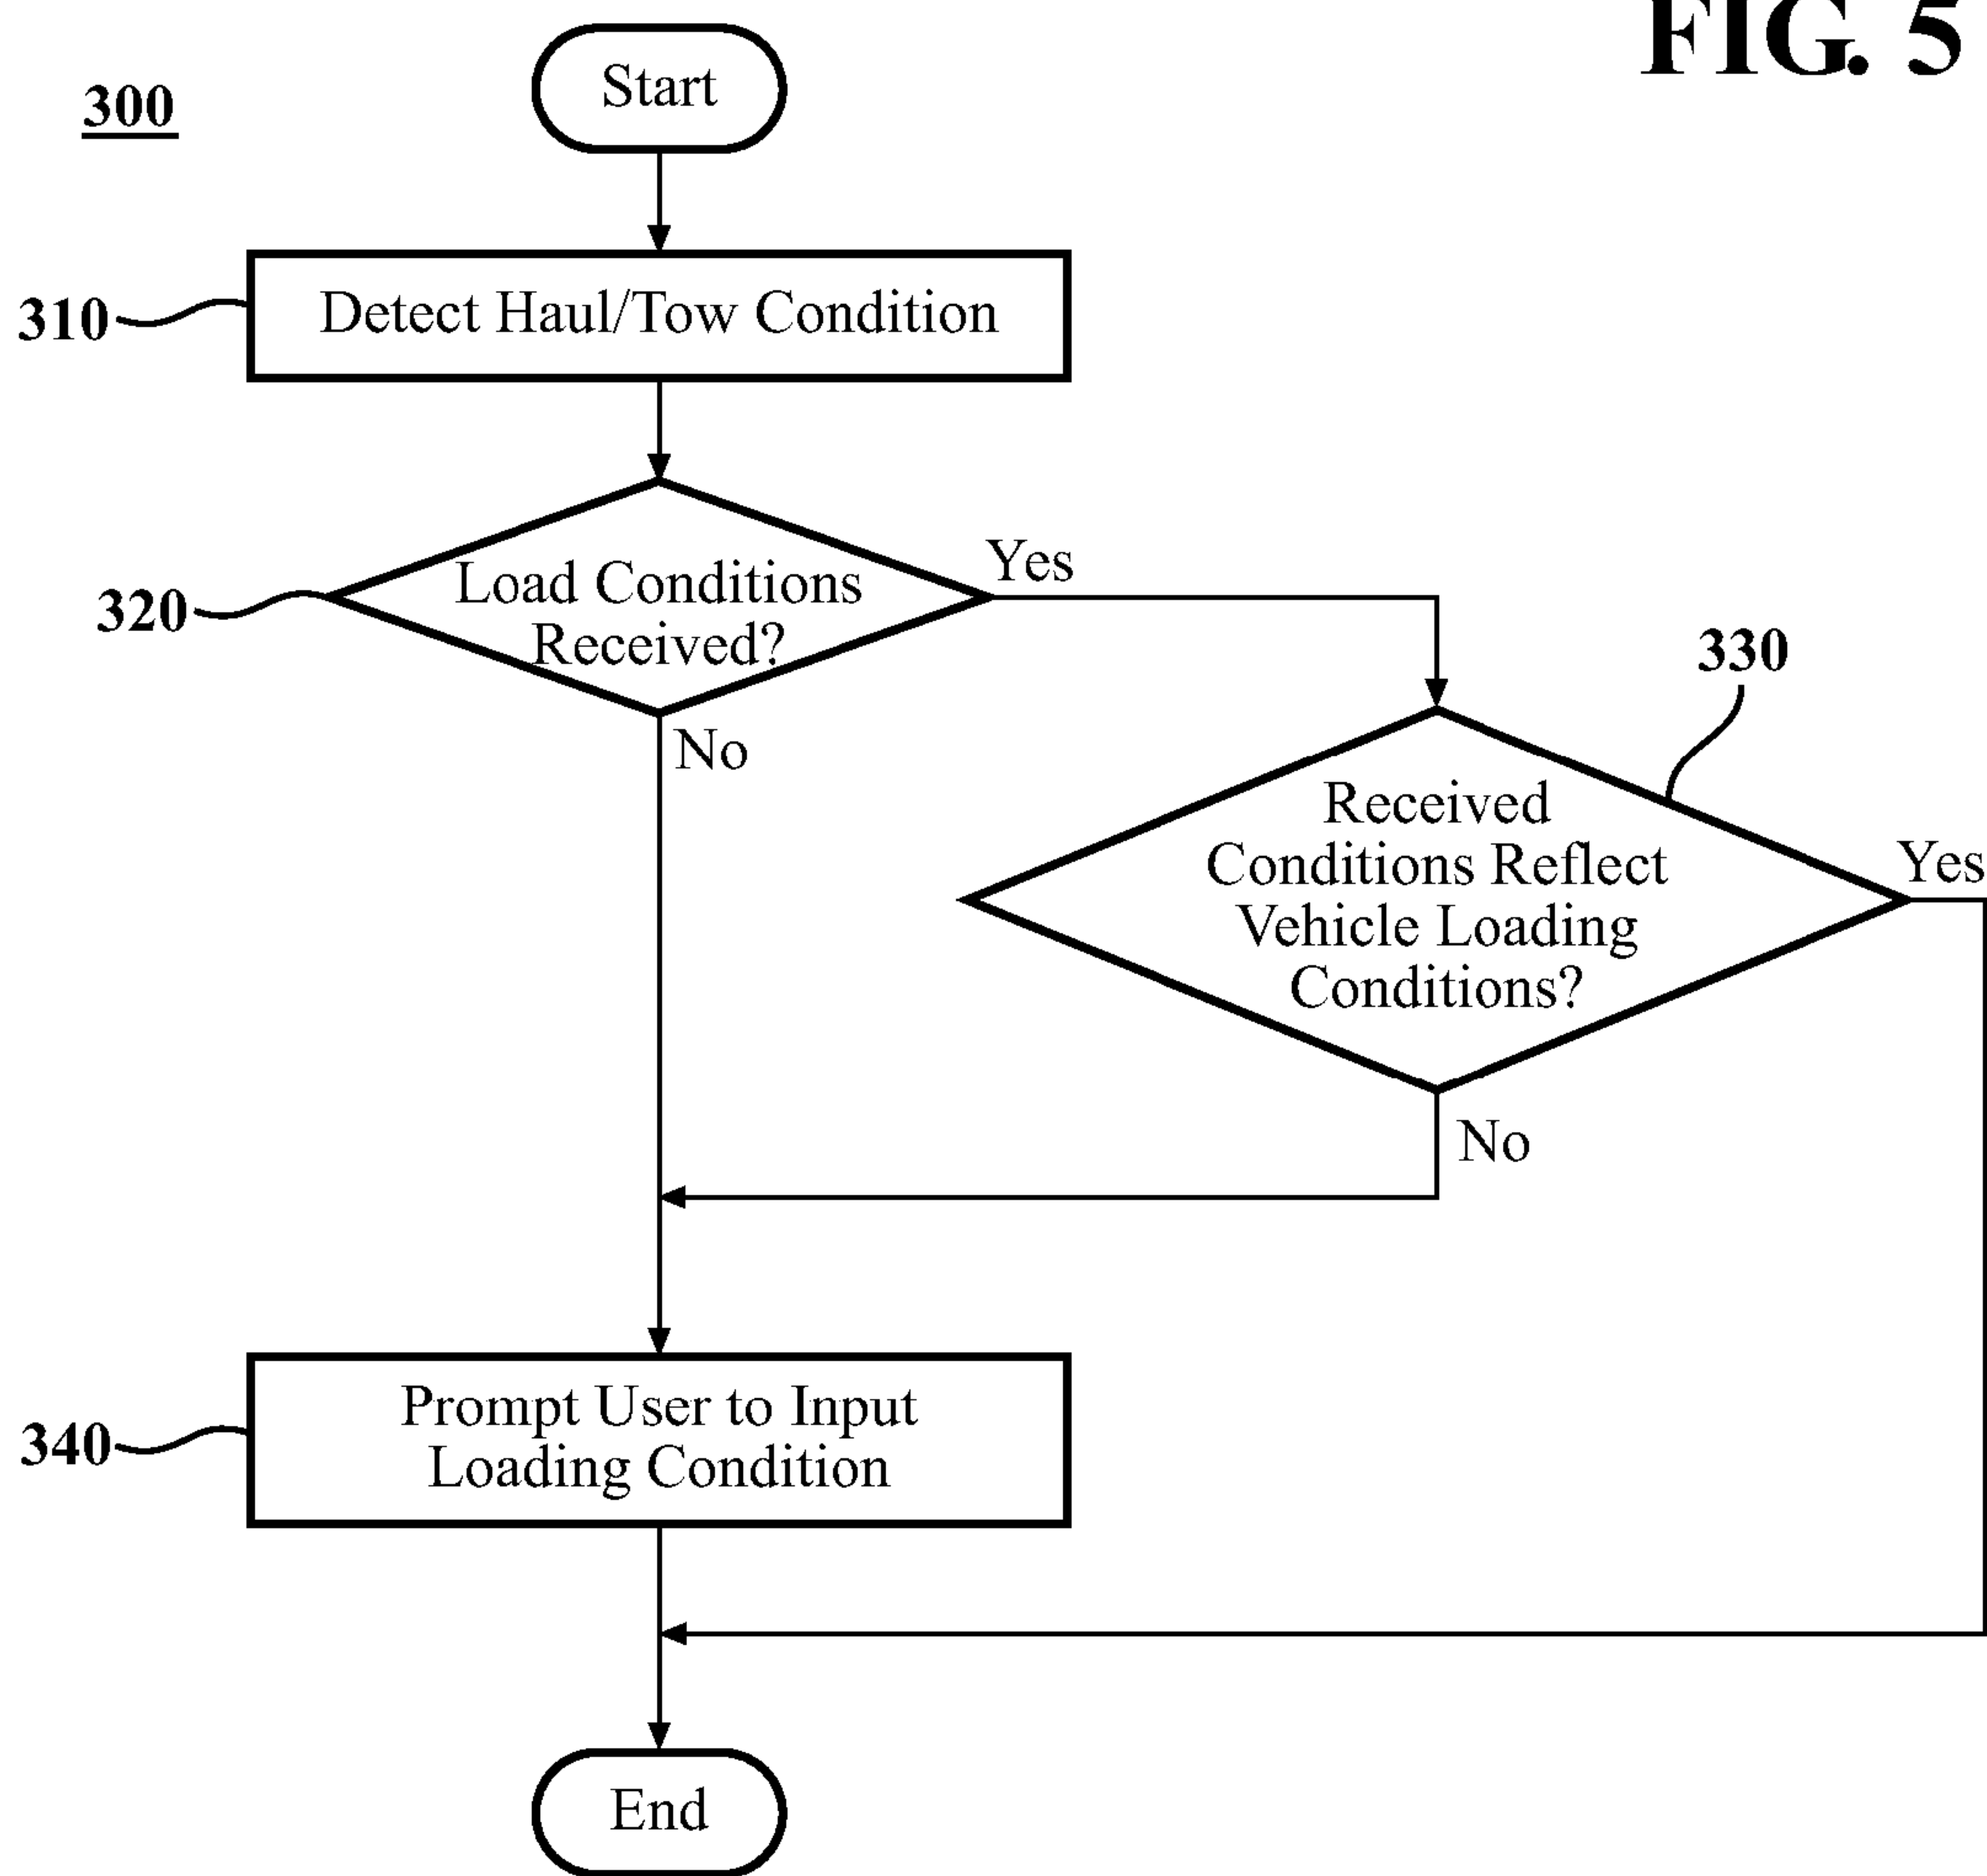 FIG. 5
300
Start
310
Detect Haul/Tow Condition
320
Load Conditions
Received?
Yes
No
330
Received
Conditions Reflect
Vehicle Loading
Conditions?
Yes
No
340
Prompt User to Input
Loading Condition
End